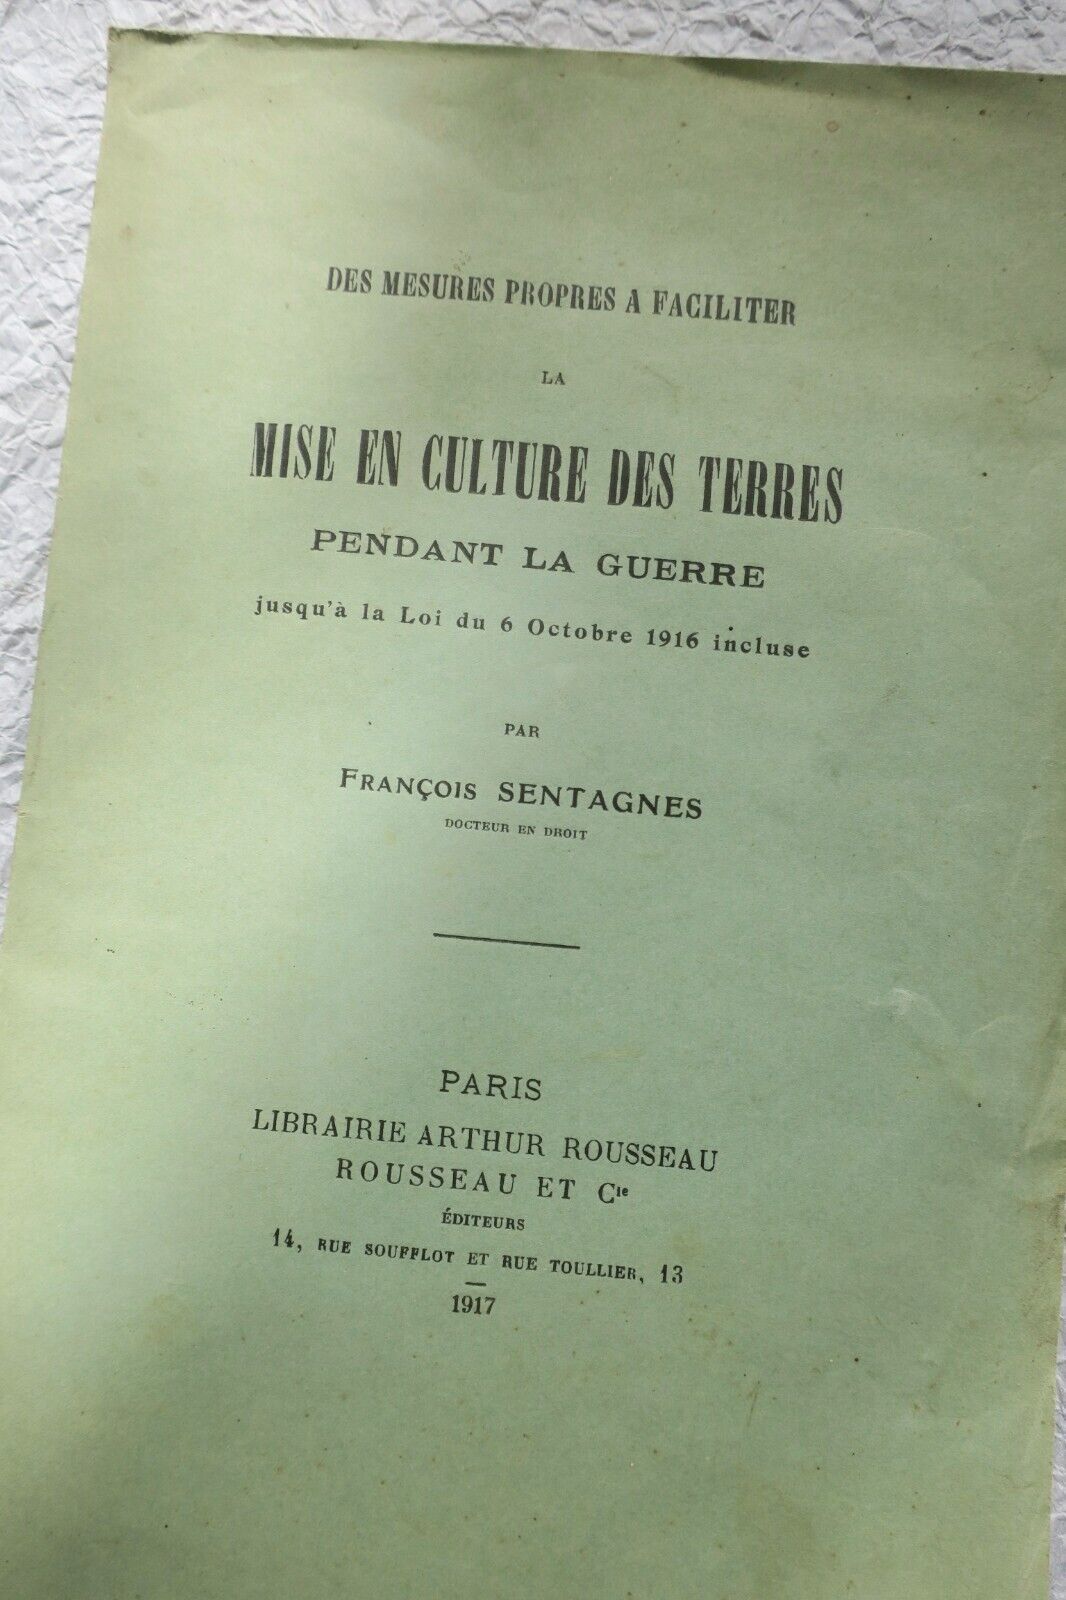 DES MESURES PROPRES A FACILITER
LA
MISE EN CULTURE DES TERRES
PENDANT LA GUERRE
jusqu'à la Loi du 6 Octobre 1916 incluse
PAR
FRANÇOIS SENTAGNES
DOCTEUR EN DROIT
PARIS
LIBRAIRIE ARTHUR ROUSSEAU
ROUSSEAU ET Cie
ÉDITEURS
14, RUE SOUFFLOT ET RUE TOULLIER, 13
1917